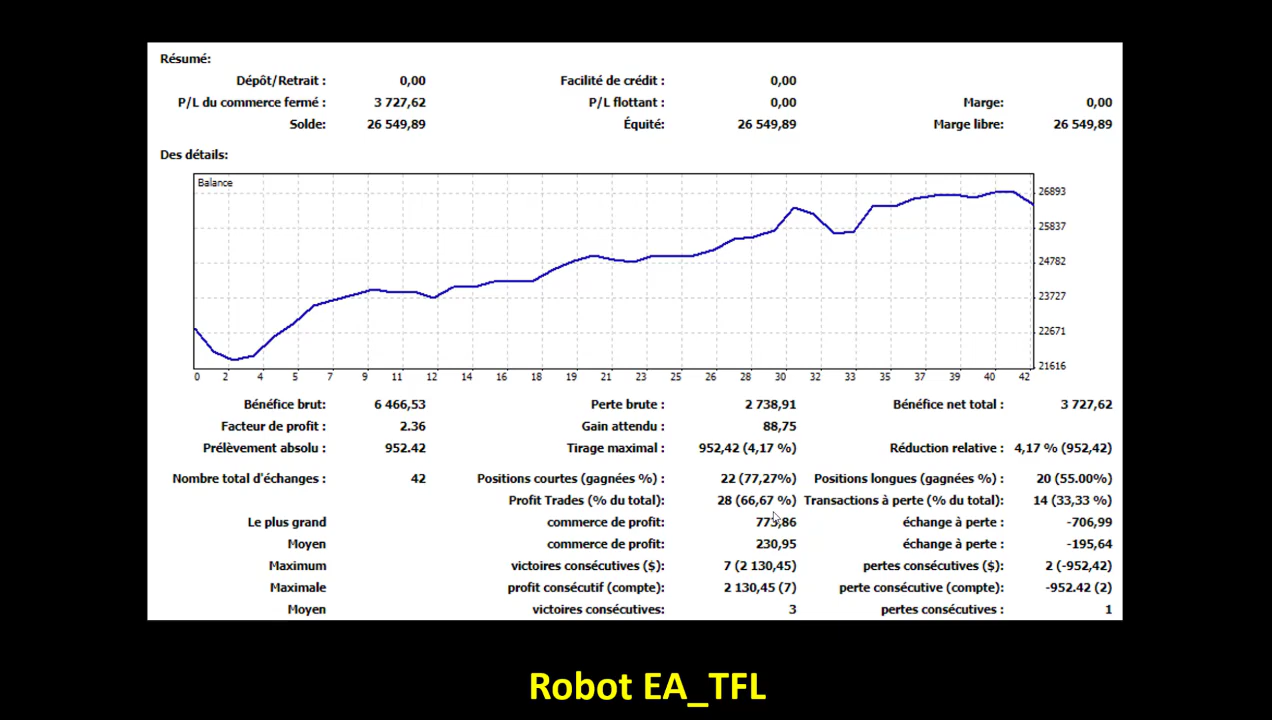 Résumé:
Dépôt/Retrait : 0,00 Facilité de crédit : 0,00
P/L du commerce fermé : 3 727,62 P/L flottant : 0,00 Marge: 0,00
Solde: 26 549,89 Équité: 26 549,89 Marge libre: 26 549,89
Des détails:
Balance
26893
25837
24782
23727
22671
21616
0 2 4 5 7 9 11 12 14 16 18 19 21 23 25 26 28 30 32 33 35 37 39 40 42
Bénéfice brut: 6 466,53 Perte brute : 2 738,91 Bénéfice net total : 3 727,62
Facteur de profit : 2.36 Gain attendu : 88,75
Prélèvement absolu : 952.42 Tirage maximal : 952,42 (4,17 %) Réduction relative : 4,17 % (952,42)
Nombre total d'échanges : 42 Positions courtes (gagnées %) : 22 (77,27%) Positions longues (gagnées %) : 20 (55.00%)
Profit Trades (% du total): 28 (66,67 %) Transactions à perte (% du total): 14 (33,33 %)
Le plus grand commerce de profit: 773,86 échange à perte : -706,99
Moyen commerce de profit: 230,95 échange à perte : -195,64
Maximum victoires consécutives ($): 7 (2 130,45) pertes consécutives ($): 2 (-952,42)
Maximale profit consécutif (compte): 2 130,45 (7) perte consécutive (compte): -952.42 (2)
Moyen victoires consécutives: 3 pertes consécutives : 1
Robot EA_TFL